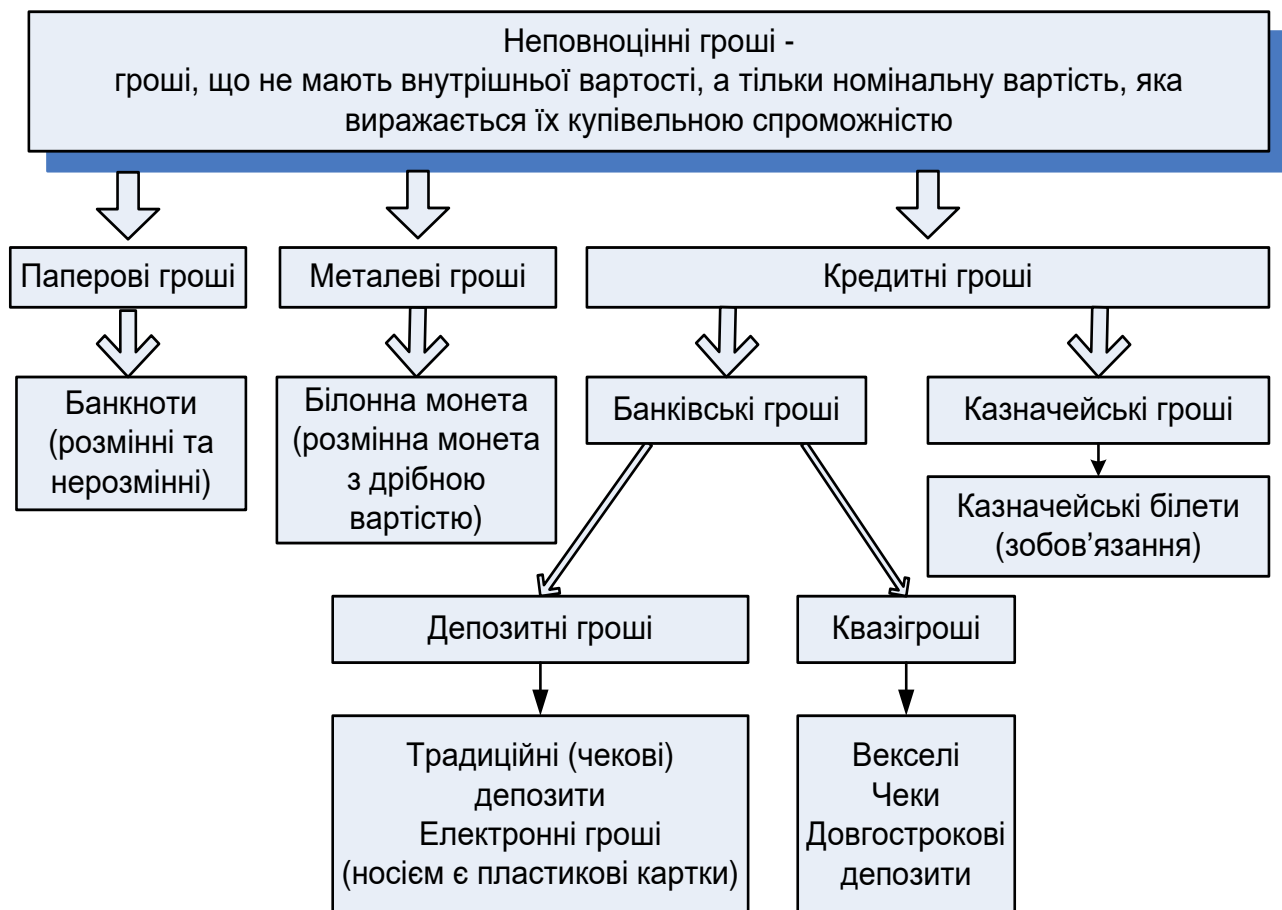 Неповноцінні гроші -
гроші, що не мають внутрішньої вартості, а тільки номінальну вартість, яка
виражається їх купівельною спроможністю
Паперові гроші
Металеві гроші
Кредитні гроші
Банкноти
(розмінні та
нерозмінні)
Білонна монета
(розмінна монета
з дрібною
вартістю)
Банківські гроші
Казначейські гроші
Казначейські білети
(зобов’язання)
Депозитні гроші
Квазігроші
Традиційні (чекові)
депозити
Електронні гроші
(носієм є пластикові картки)
Векселі
Чеки
Довгострокові
депозити